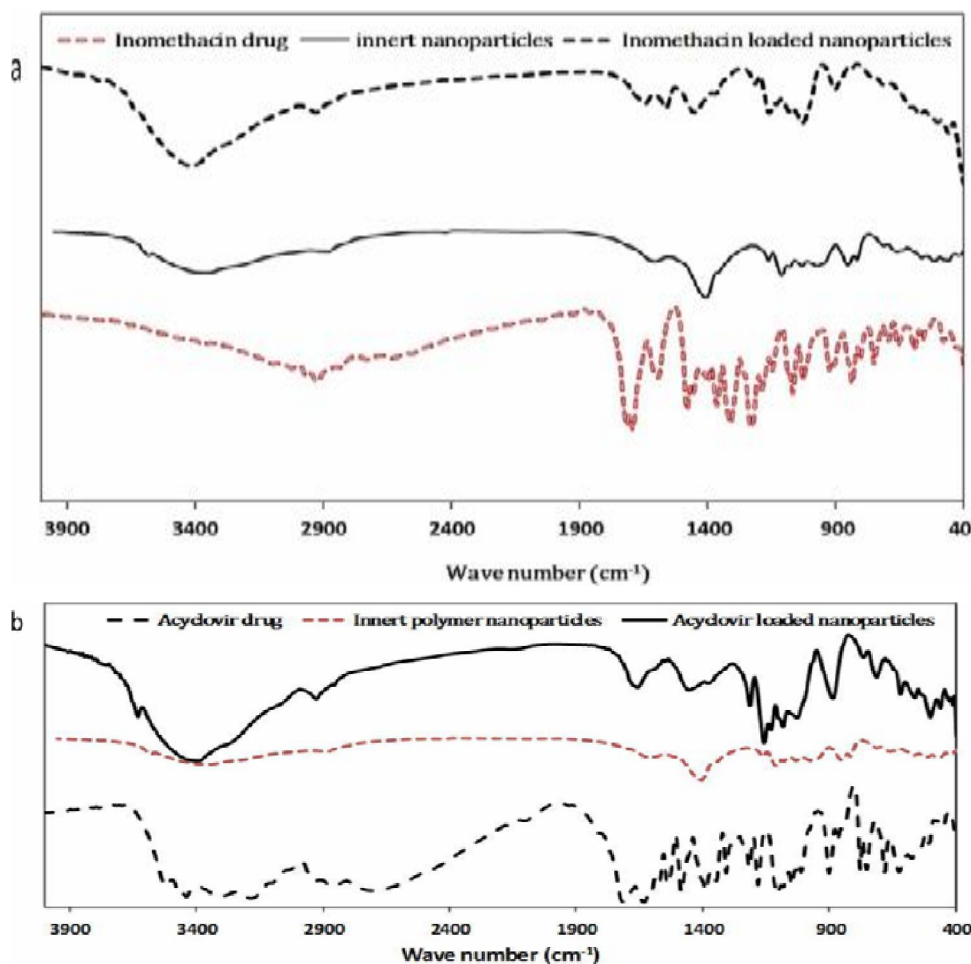 a
Inomethacin drug innert nanoparticles Inomethacin loaded nanoparticles
3900 3400 2900 2400 1900 1400 900 40
Wave number (cm⁻¹)
b
Acyclovir drug Innert polymer nanoparticles Acyclovir loaded nanoparticles
3900 3400 2900 2400 1900 1400 900 400
Wave number (cm⁻¹)